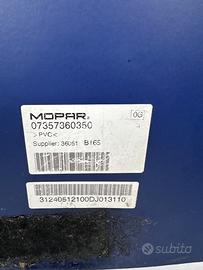 MOPAR®
07357360350
0G
>PVC<
Supplier: 36051 B165
31240512100DJ013110
subito